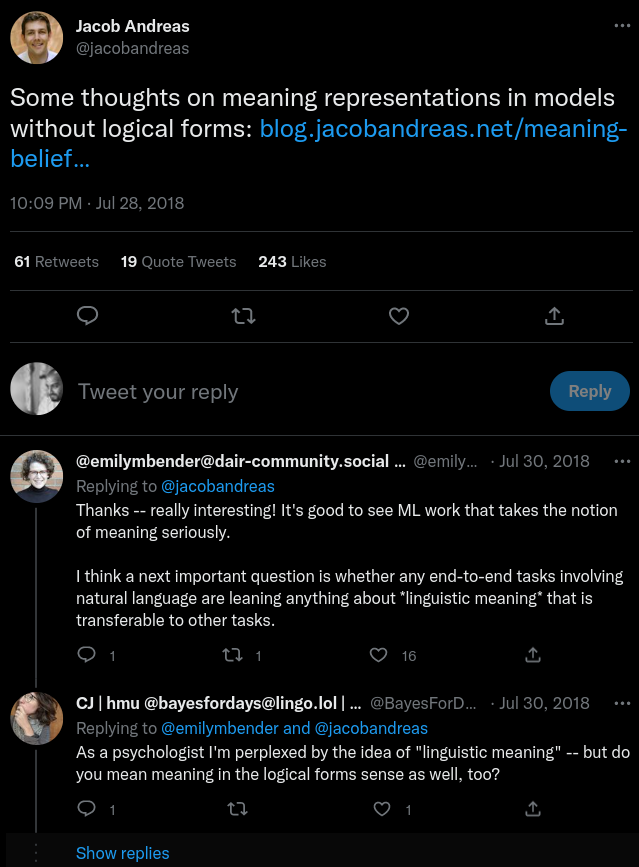 Jacob Andreas
@jacobandreas
Some thoughts on meaning representations in models
without logical forms: blog.jacobandreas.net/meaning-
belief...
10:09 PM · Jul 28, 2018
61 Retweets 19 Quote Tweets 243 Likes
Tweet your reply Reply
@emilymbender@dair-community.social ... @emily... · Jul 30, 2018
Replying to @jacobandreas
Thanks -- really interesting! It's good to see ML work that takes the notion
of meaning seriously.
I think a next important question is whether any end-to-end tasks involving
natural language are leaning anything about *linguistic meaning* that is
transferable to other tasks.
1 1 16
CJ | hmu @bayesfordays@lingo.lol | ... @BayesForD... · Jul 30, 2018
Replying to @emilymbender and @jacobandreas
As a psychologist I'm perplexed by the idea of "linguistic meaning" -- but do
you mean meaning in the logical forms sense as well, too?
1 1
Show replies